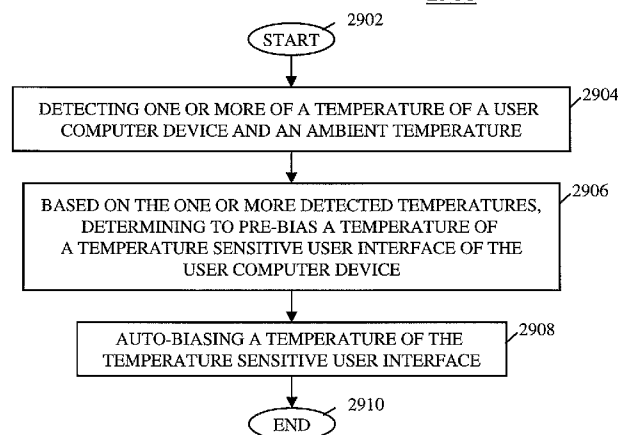 2902
START
2904
DETECTING ONE OR MORE OF A TEMPERATURE OF A USER
COMPUTER DEVICE AND AN AMBIENT TEMPERATURE
2906
BASED ON THE ONE OR MORE DETECTED TEMPERATURES,
DETERMINING TO PRE-BIAS A TEMPERATURE OF
A TEMPERATURE SENSITIVE USER INTERFACE OF THE
USER COMPUTER DEVICE
2908
AUTO-BIASING A TEMPERATURE OF THE
TEMPERATURE SENSITIVE USER INTERFACE
2910
END